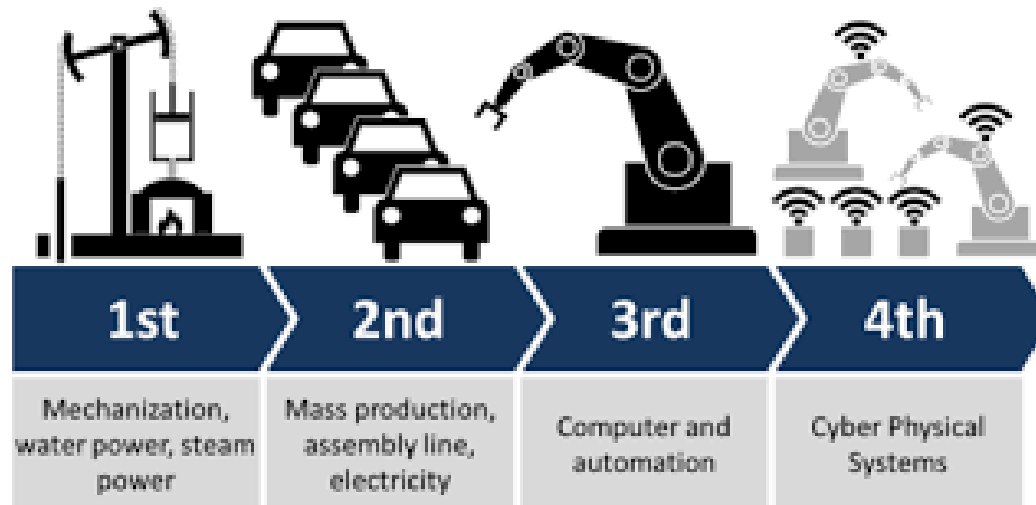 1st
2nd
3rd
4th
Mechanization,
water power, steam
power
Mass production,
assembly line,
electricity
Computer and
automation
Cyber Physical
Systems